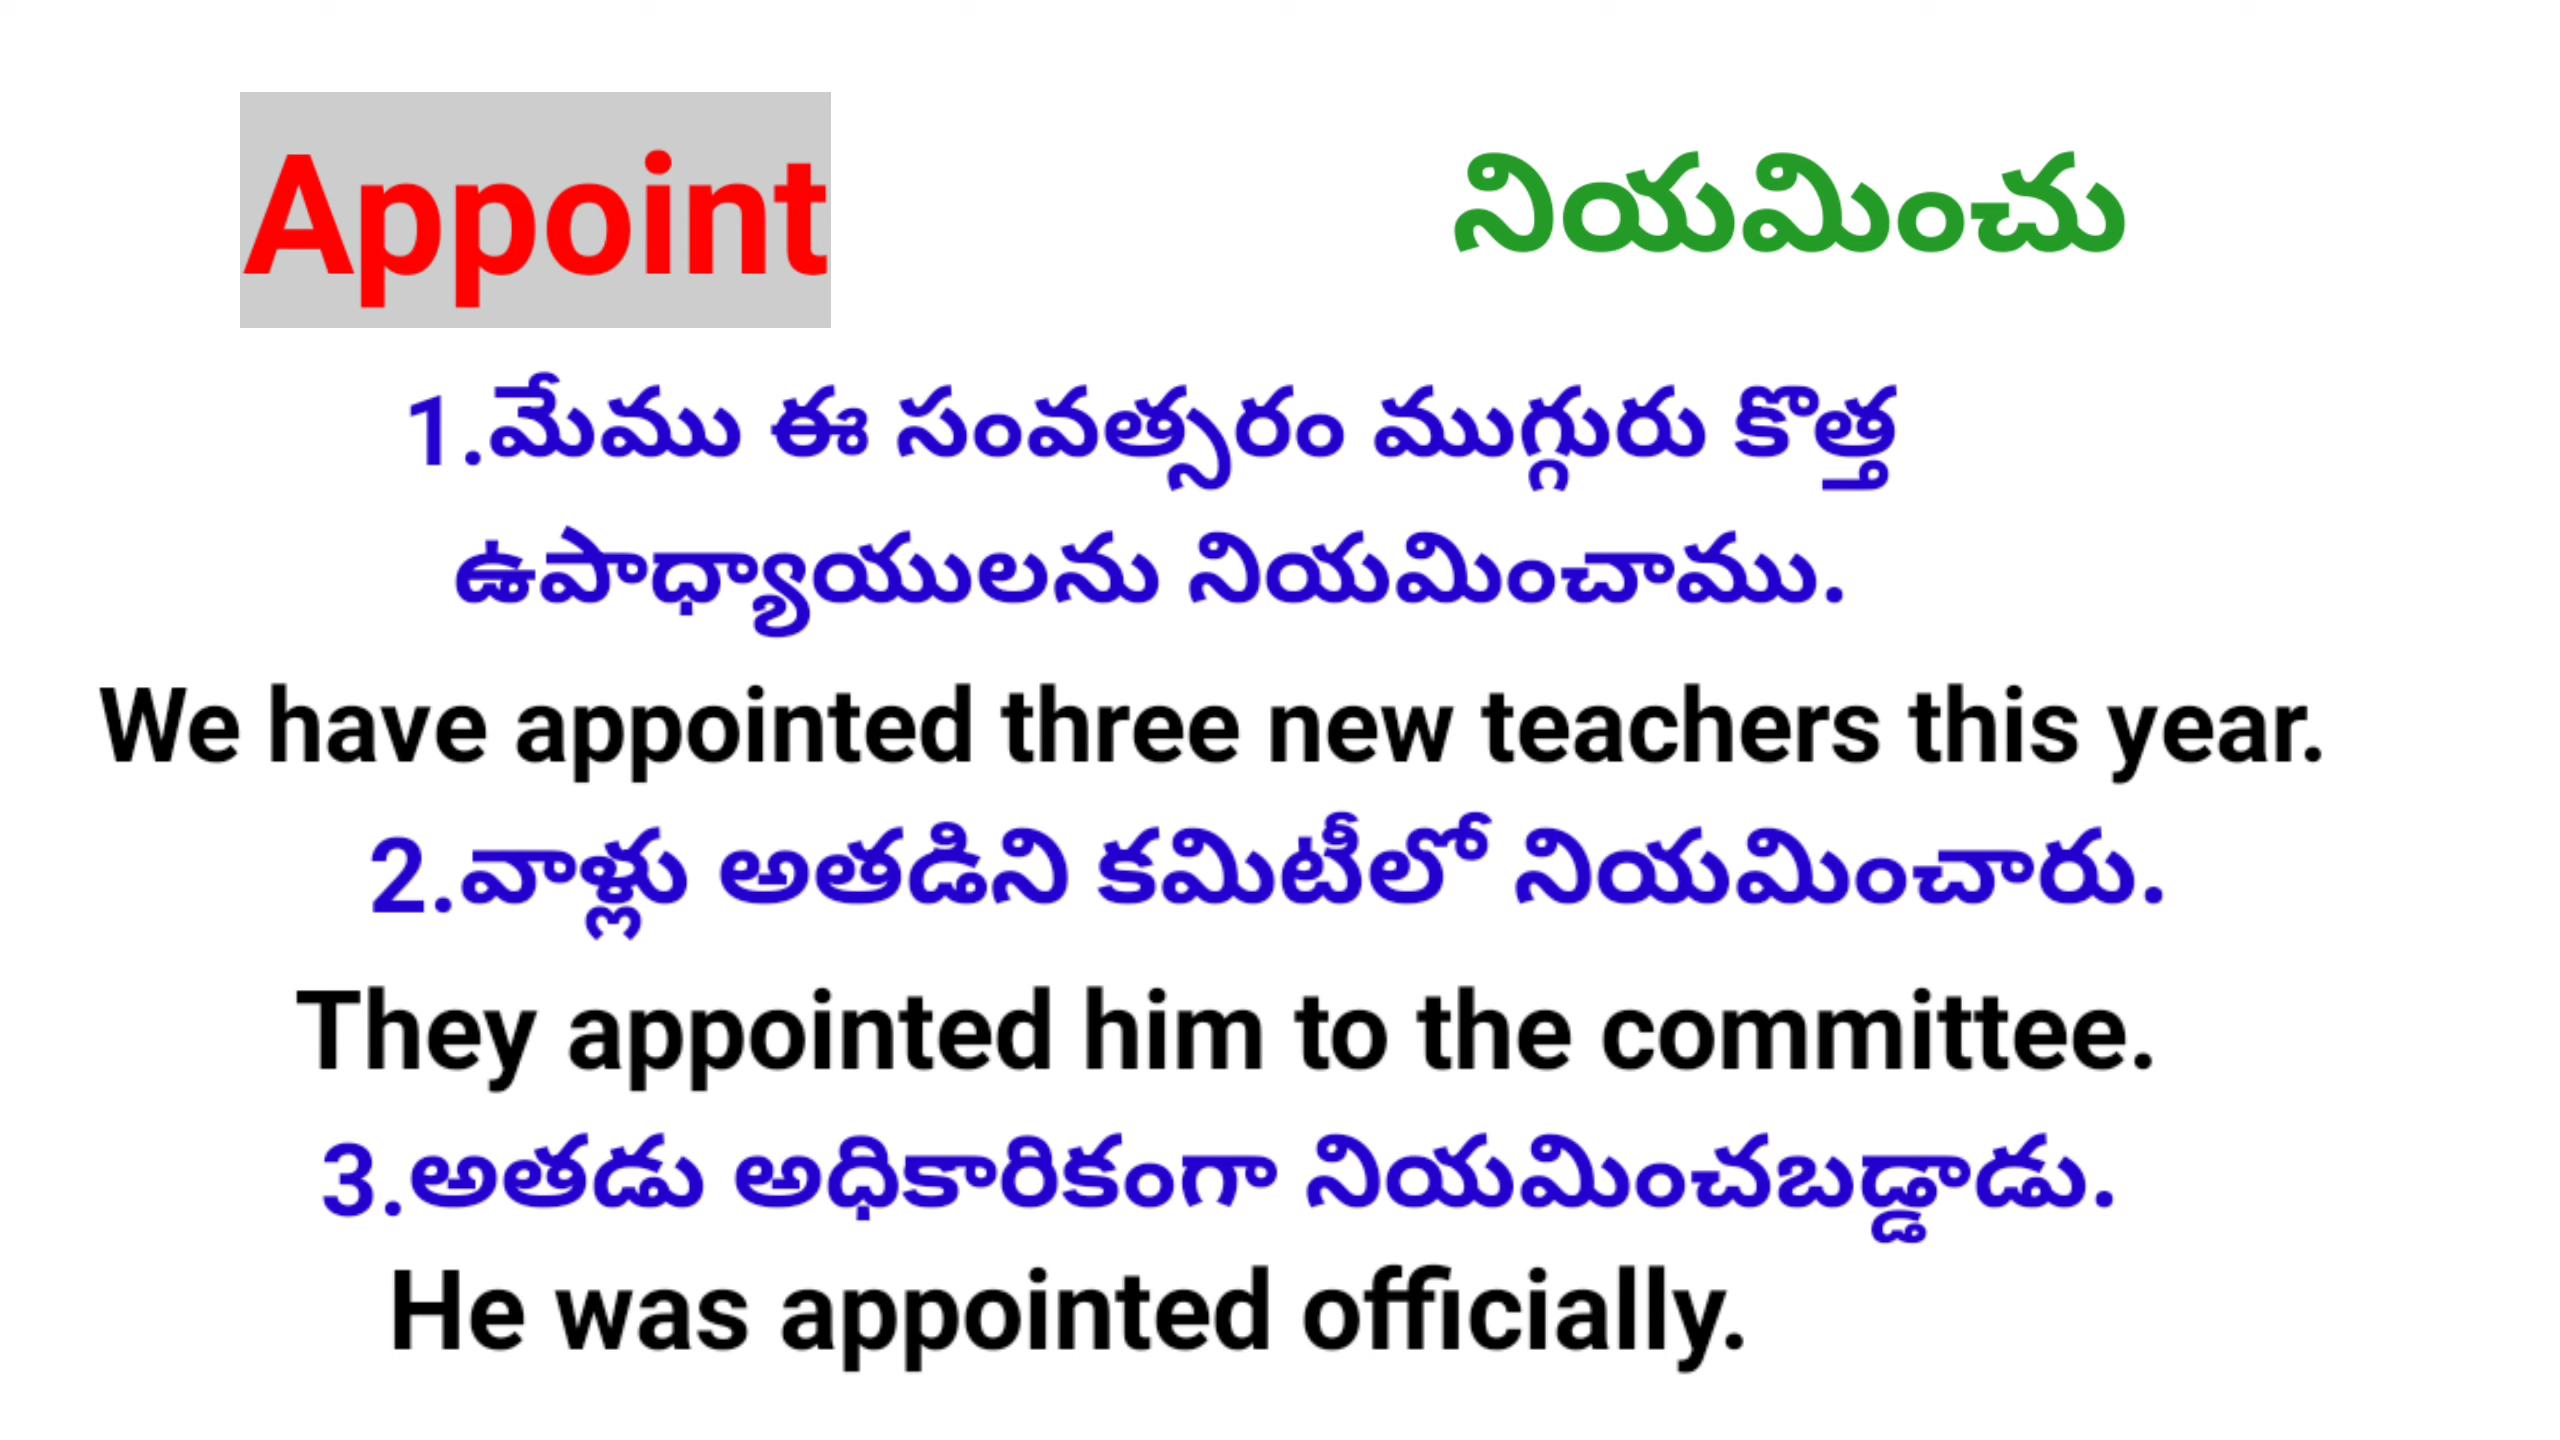 Appoint నియమించు
1.మేము ఈ సంవత్సరం ముగ్గురు కొత్త
ఉపాధ్యాయులను నియమించాము.
We have appointed three new teachers this year.
2.వాళ్లు అతడిని కమిటీలో నియమించారు.
They appointed him to the committee.
3.అతడు అధికారికంగా నియమించబడ్డాడు.
He was appointed officially.